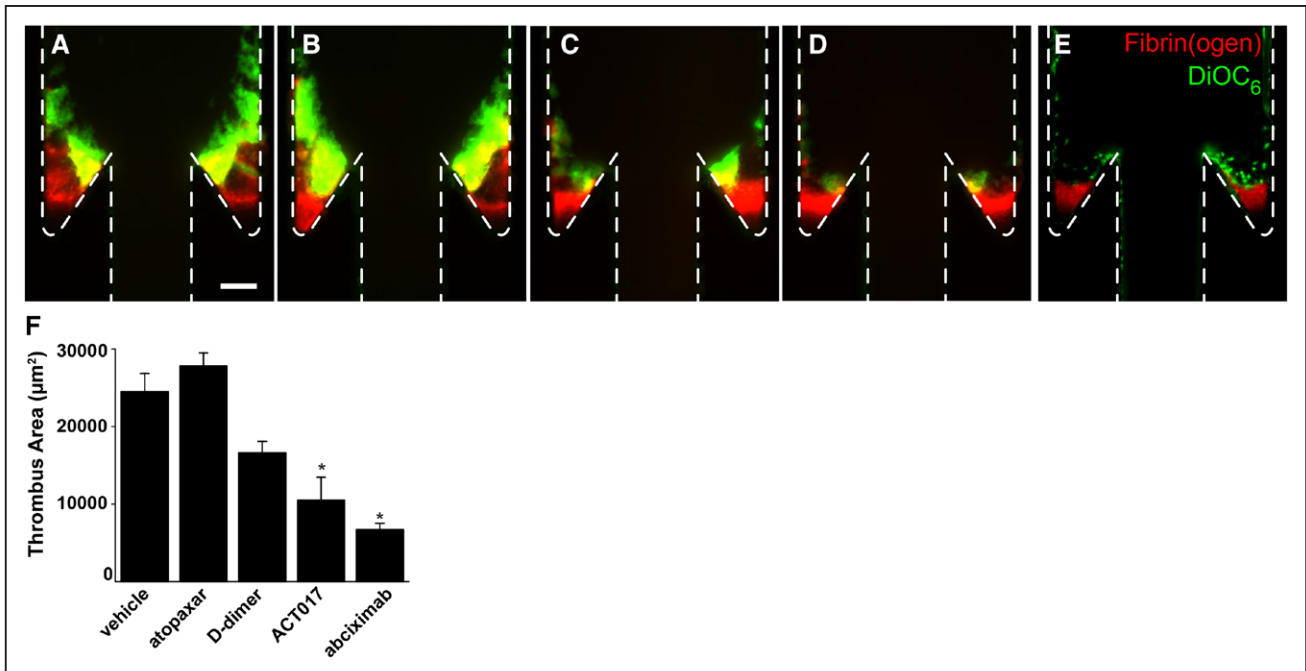 A
B
C
D
E
Fibrin(ogen)
DiOC₆
F
Thrombus Area (µm²)
30000
20000
10000
0
*
*
vehicle
atopaxar
D-dimer
ACT017
abciximab